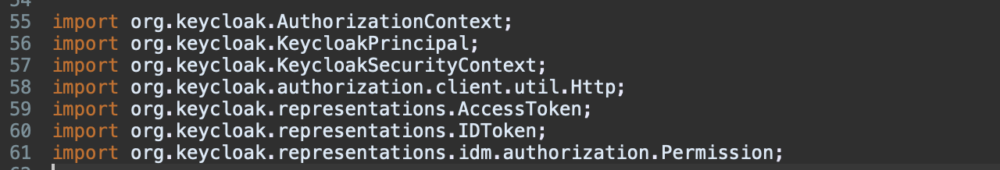 55 import org.keycloak.AuthorizationContext;
56 import org.keycloak.KeycloakPrincipal;
57 import org.keycloak.KeycloakSecurityContext;
58 import org.keycloak.authorization.client.util.Http;
59 import org.keycloak.representations.AccessToken;
60 import org.keycloak.representations.IDToken;
61 import org.keycloak.representations.idm.authorization.Permission;